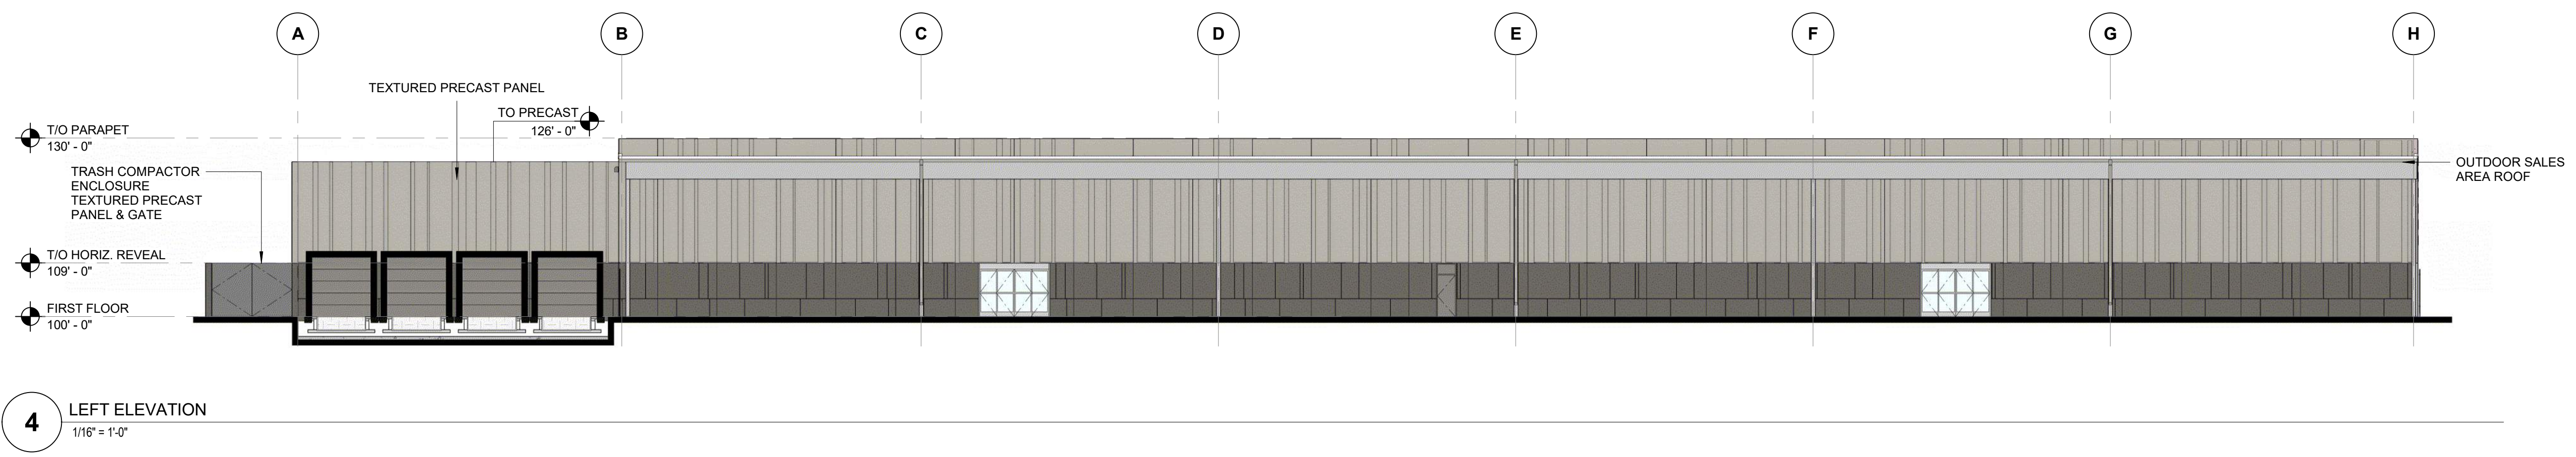 A B C D E F G H
TEXTURED PRECAST PANEL
TO PRECAST
126' - 0"
T/O PARAPET
130' - 0"
TRASH COMPACTOR
ENCLOSURE
TEXTURED PRECAST
PANEL & GATE
OUTDOOR SALES
AREA ROOF
T/O HORIZ. REVEAL
109' - 0"
FIRST FLOOR
100' - 0"
4 LEFT ELEVATION
1/16" = 1'-0"